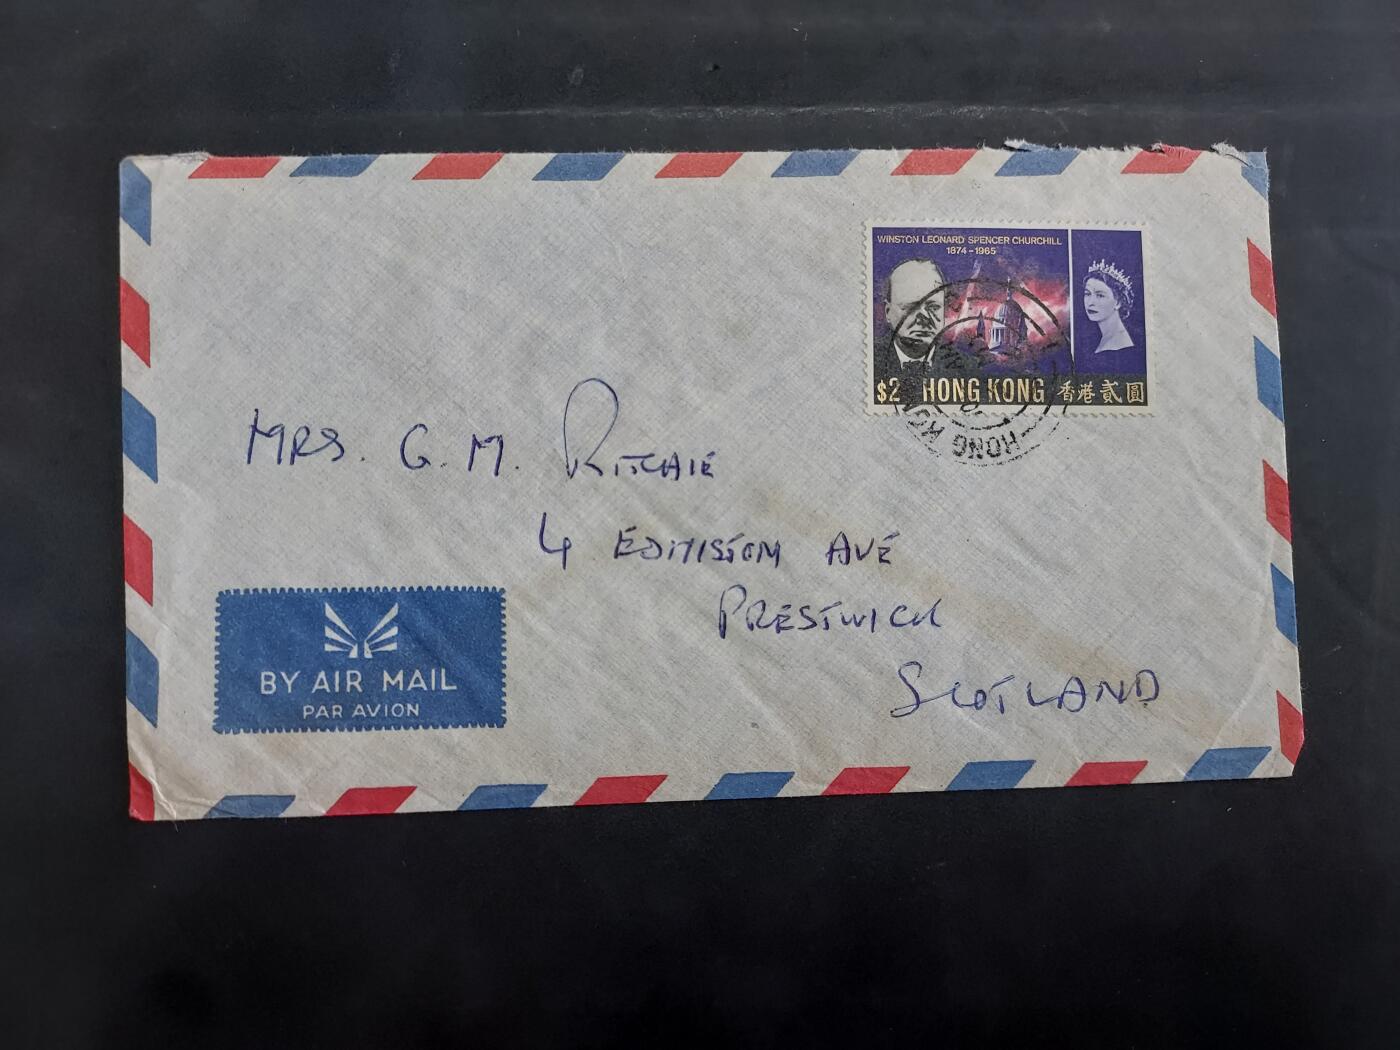 WINSTON LEONARD SPENCER CHURCHILL
1874-1965
$2 HONG KONG 香港貳圓
HONG KONG
MRS. G. M. RITCHIE
4 EDMISTON AVE
PRESTWICK
SCOTLAND
BY AIR MAIL
PAR AVION